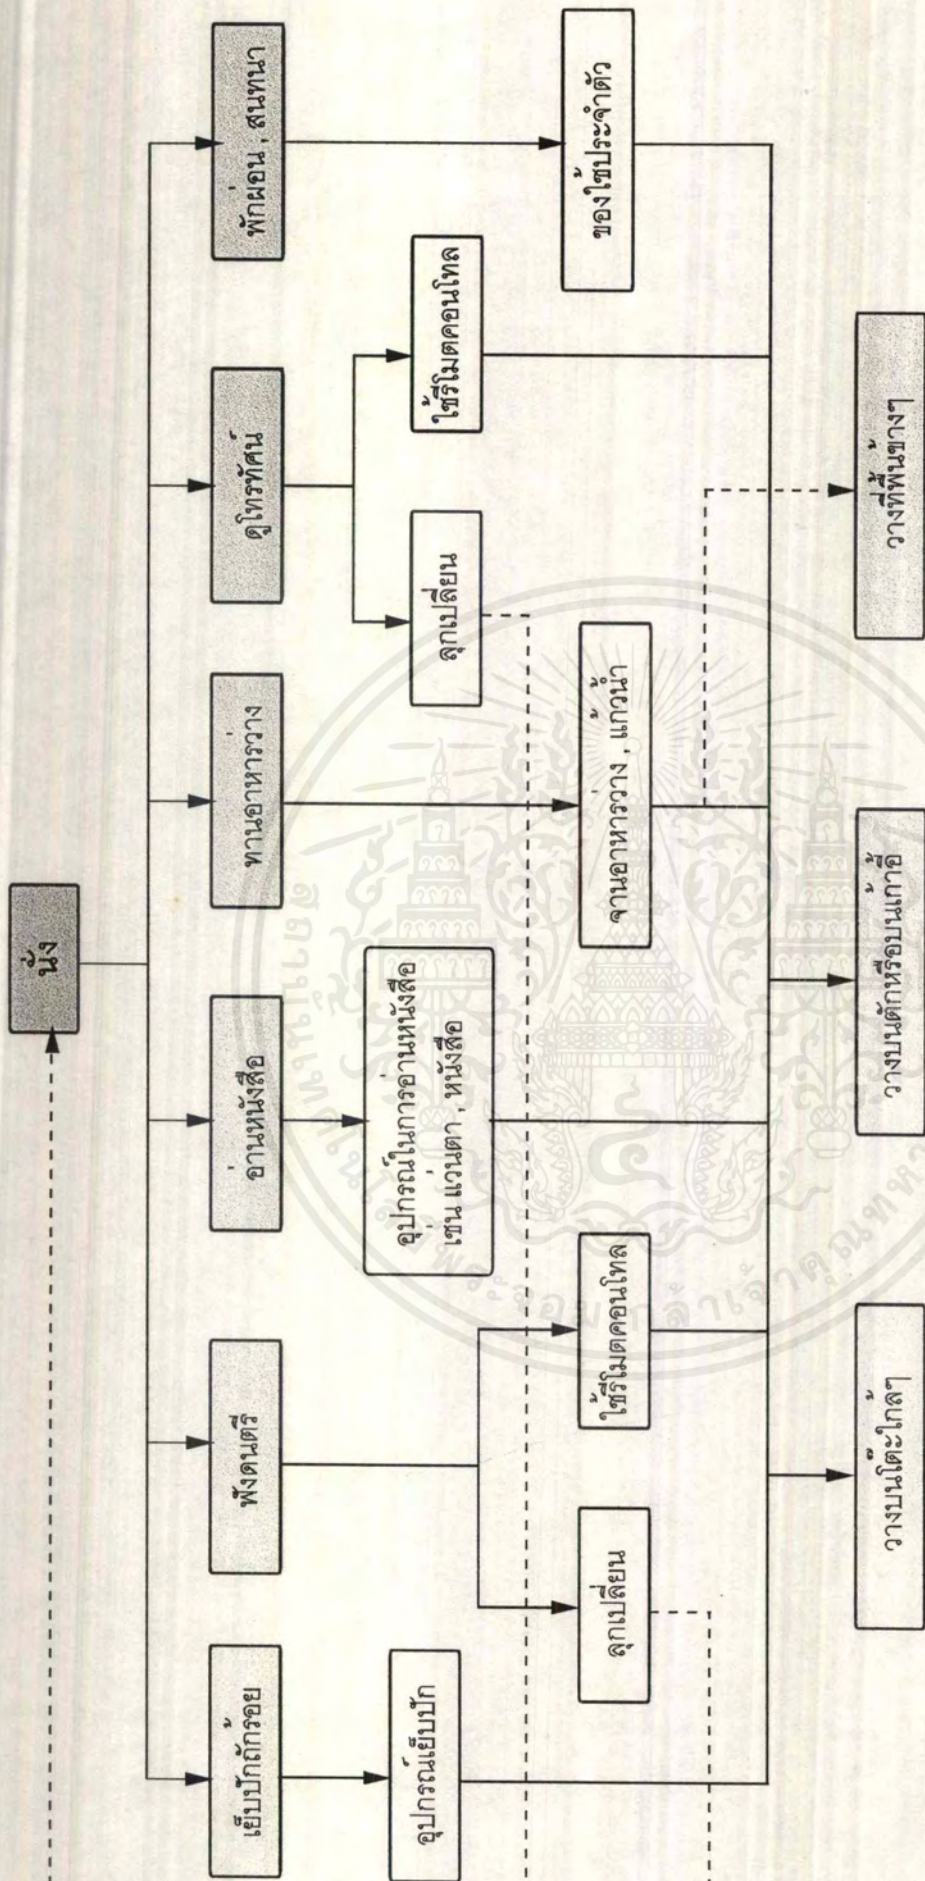 นั่ง
เย็บปักถักร้อย
ฟังดนตรี
อ่านหนังสือ
ทานอาหารว่าง
ดูโทรทัศน์
พักผ่อน , สนทนา
อุปกรณ์เย็บปัก
ลุกเปลี่ยน
ใช้รีโมตคอนโทล
อุปกรณ์ในการอ่านหนังสือ
เช่น แว่นตา , หนังสือ
จานอาหารว่าง , แก้วน้ำ
ลุกเปลี่ยน
ใช้รีโมตคอนโทล
ของใช้ประจำตัว
วางบนโต๊ะใกล้ๆ
วางบนตักหรือบนเก้าอี้
วางที่พื้นข้างๆ